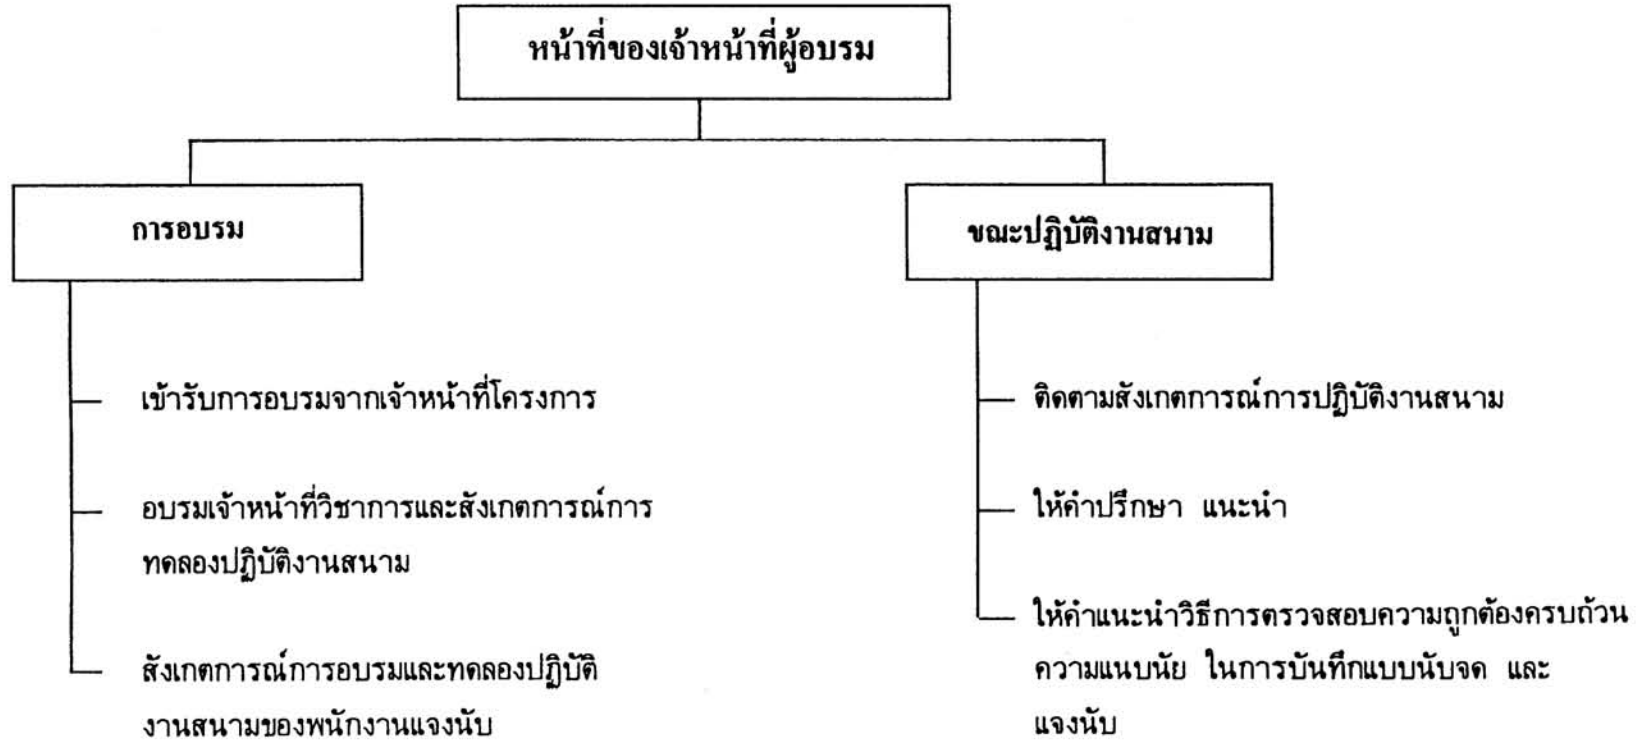 หน้าที่ของเจ้าหน้าที่ผู้อบรม
การอบรม
เข้ารับการอบรมจากเจ้าหน้าที่โครงการ
อบรมเจ้าหน้าที่วิชาการและสังเกตการณ์การ
ทดลองปฏิบัติงานสนาม
สังเกตการณ์การอบรมและทดลองปฏิบัติ
งานสนามของพนักงานแจงนับ
ขณะปฏิบัติงานสนาม
ติดตามสังเกตการณ์การปฏิบัติงานสนาม
ให้คำปรึกษา แนะนำ
ให้คำแนะนำวิธีการตรวจสอบความถูกต้องครบถ้วน
ความแนบนัย ในการบันทึกแบบนับจด และ
แจงนับ